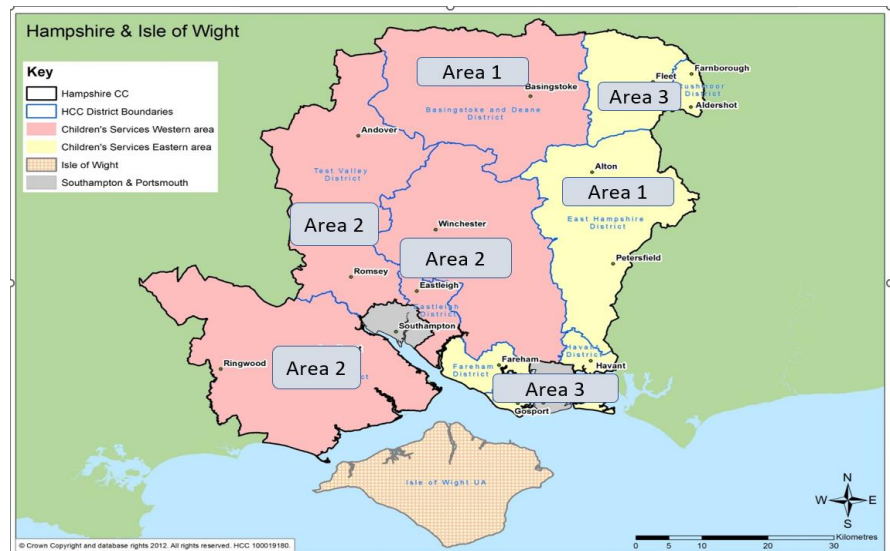 Hampshire & Isle of Wight
Key
Hampshire CC
HCC District Boundaries
Children's Services Western area
Children's Services Eastern area
Isle of Wight
Southampton & Portsmouth
Area 1
Basingstoke
Basingstoke and Deane
District
Fleet
Farnborough
District
Area 3
Aldershot
Andover
Test Valley
District
Alton
Area 1
East Hampshire
District
Area 2
Winchester
Area 2
Petersfield
Romsey
Eastleigh
District
Southampton
Ringwood
Area 2
Fareham
Fareham
District
Havant
District
Havant
Area 3
Gosport
Isle of Wight UA
N
W
E
S
Kilometres
0
5
10
20
30
© Crown Copyright and database rights 2012. All rights reserved. HCC 100019180.